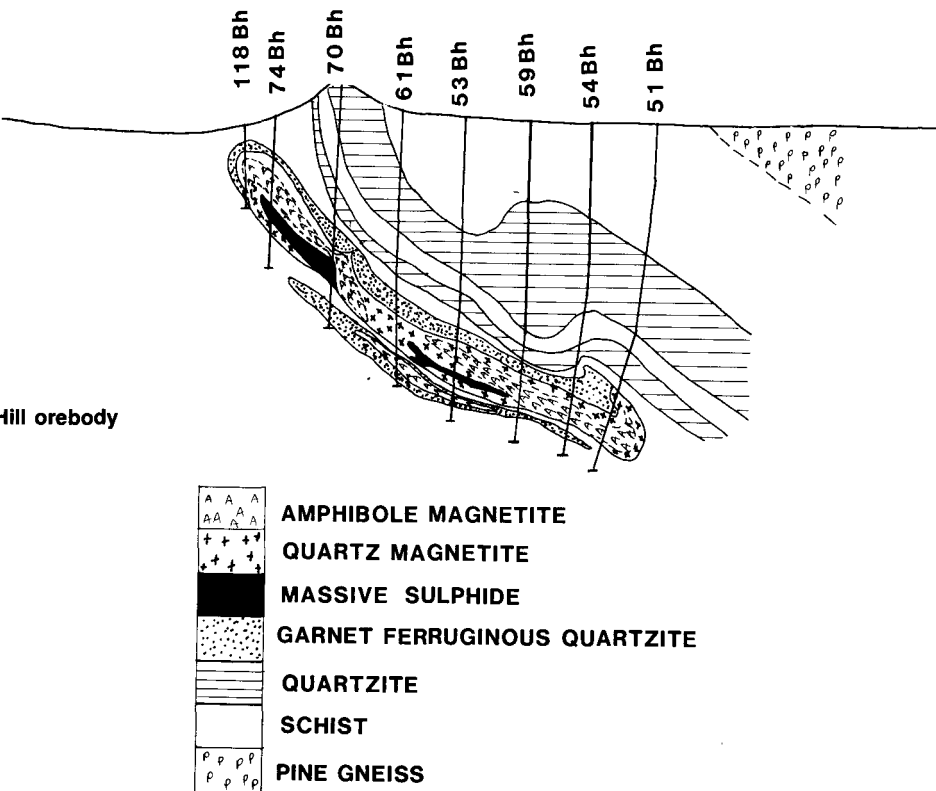 118 Bh
74 Bh
70 Bh
61 Bh
53 Bh
59 Bh
54 Bh
51 Bh
Hill orebody
AMPHIBOLE MAGNETITE
QUARTZ MAGNETITE
MASSIVE SULPHIDE
GARNET FERRUGINOUS QUARTZITE
QUARTZITE
SCHIST
PINE GNEISS